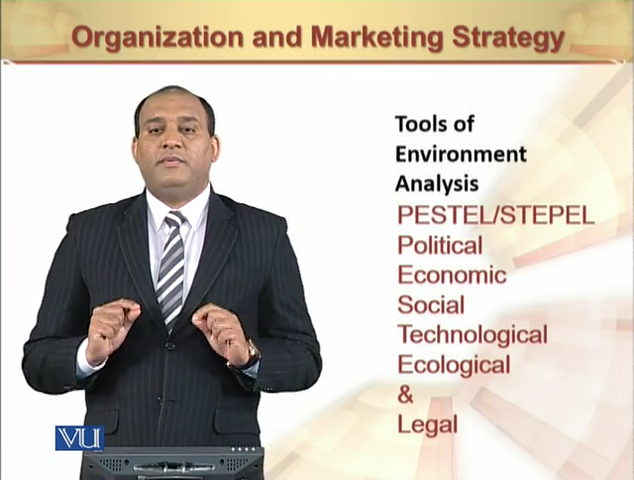 Organization and Marketing Strategy
Tools of
Environment
Analysis
PESTEL/STEPEL
Political
Economic
Social
Technological
Ecological
&
Legal
VU